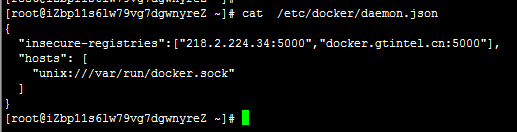 [root@iZbp11s6lw79vg7dgwnyreZ ~]# cat  /etc/docker/daemon.json
{
  "insecure-registries":["218.2.224.34:5000","docker.gtintel.cn:5000"],
  "hosts": [
    "unix:///var/run/docker.sock"
  ]
}
[root@iZbp11s6lw79vg7dgwnyreZ ~]#